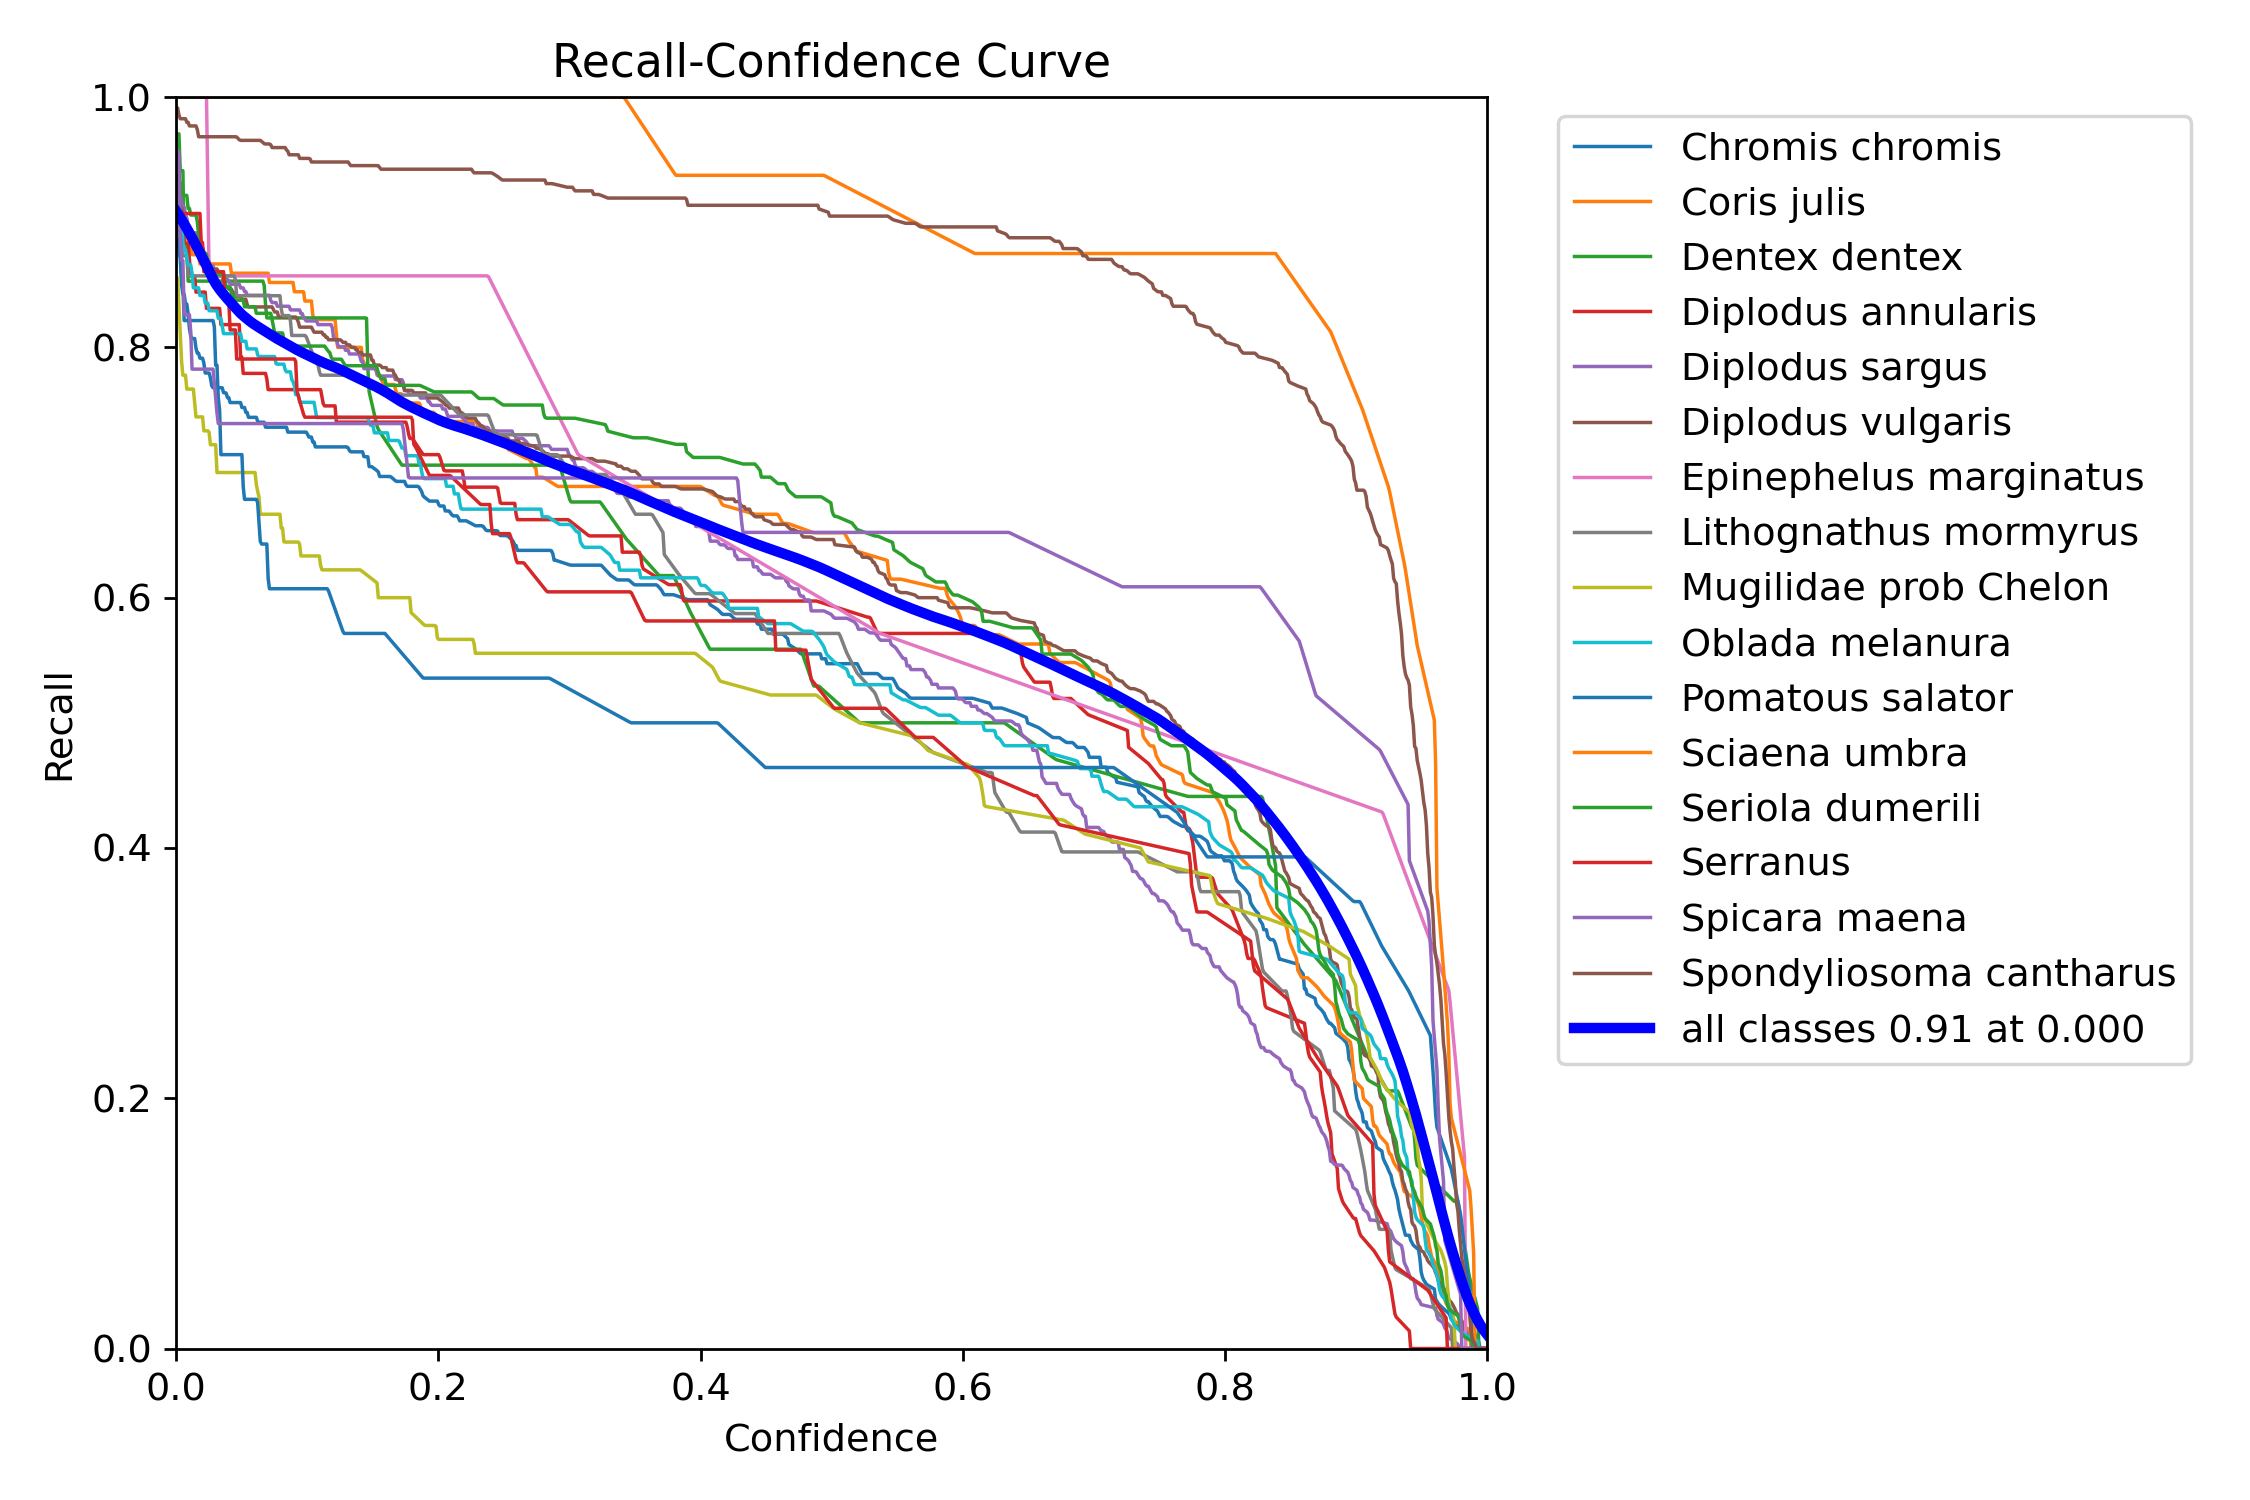 Recall-Confidence Curve
1.0
0.8
0.6
0.4
0.2
0.0
Recall
0.0 0.2 0.4 0.6 0.8 1.0
Confidence
Chromis chromis
Coris julis
Dentex dentex
Diplodus annularis
Diplodus sargus
Diplodus vulgaris
Epinephelus marginatus
Lithognathus mormyrus
Mugilidae prob Chelon
Oblada melanura
Pomatous salator
Sciaena umbra
Seriola dumerili
Serranus
Spicara maena
Spondyliosoma cantharus
all classes 0.91 at 0.000